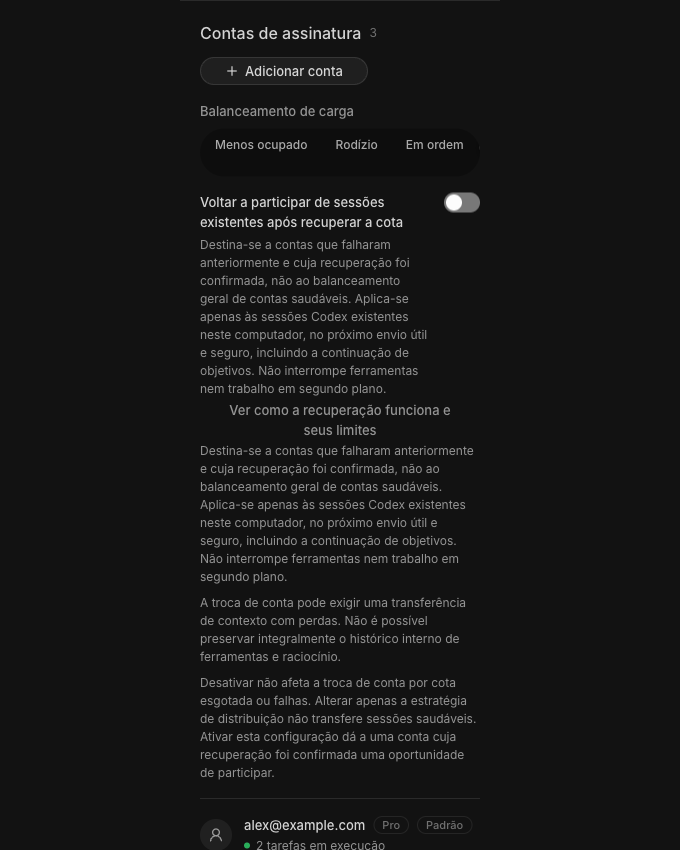 Contas de assinatura 3
+ Adicionar conta
Balanceamento de carga
Menos ocupado Rodízio Em ordem
Voltar a participar de sessões
existentes após recuperar a cota
Destina-se a contas que falharam
anteriormente e cuja recuperação foi
confirmada, não ao balanceamento
geral de contas saudáveis. Aplica-se
apenas às sessões Codex existentes
neste computador, no próximo envio útil
e seguro, incluindo a continuação de
objetivos. Não interrompe ferramentas
nem trabalho em segundo plano.
Ver como a recuperação funciona e
seus limites
Destina-se a contas que falharam anteriormente
e cuja recuperação foi confirmada, não ao
balanceamento geral de contas saudáveis.
Aplica-se apenas às sessões Codex existentes
neste computador, no próximo envio útil e
seguro, incluindo a continuação de objetivos.
Não interrompe ferramentas nem trabalho em
segundo plano.
A troca de conta pode exigir uma transferência
de contexto com perdas. Não é possível
preservar integralmente o histórico interno de
ferramentas e raciocínio.
Desativar não afeta a troca de conta por cota
esgotada ou falhas. Alterar apenas a estratégia
de distribuição não transfere sessões saudáveis.
Ativar esta configuração dá a uma conta cuja
recuperação foi confirmada uma oportunidade
de participar.
alex@example.com Pro Padrão
2 tarefas em execução